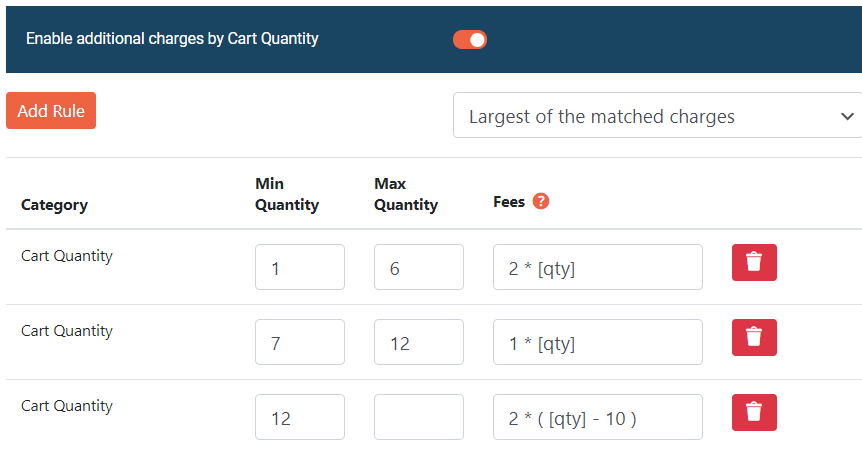 Enable additional charges by Cart Quantity
Add Rule
Largest of the matched charges
Category
Min
Quantity
Max
Quantity
Fees ?
Cart Quantity
1
6
2 * [qty]
Cart Quantity
7
12
1 * [qty]
Cart Quantity
12
2 * ( [qty] - 10 )